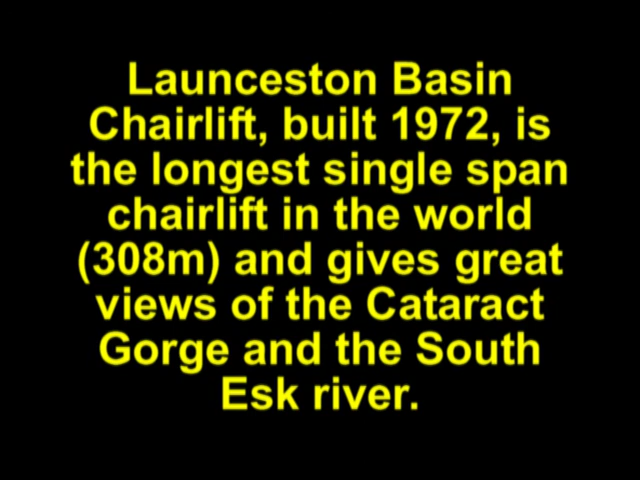 Launceston Basin
Chairlift, built 1972, is
the longest single span
chairlift in the world
(308m) and gives great
views of the Cataract
Gorge and the South
Esk river.